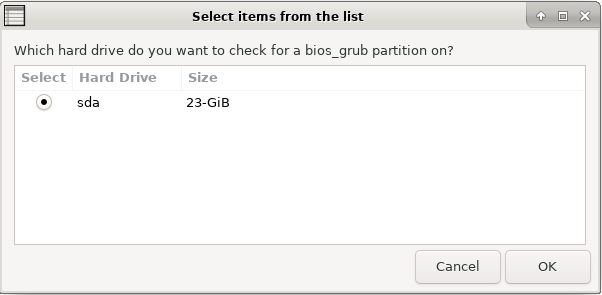 Select items from the list
Which hard drive do you want to check for a bios_grub partition on?
Select Hard Drive Size
sda 23-GiB
Cancel OK